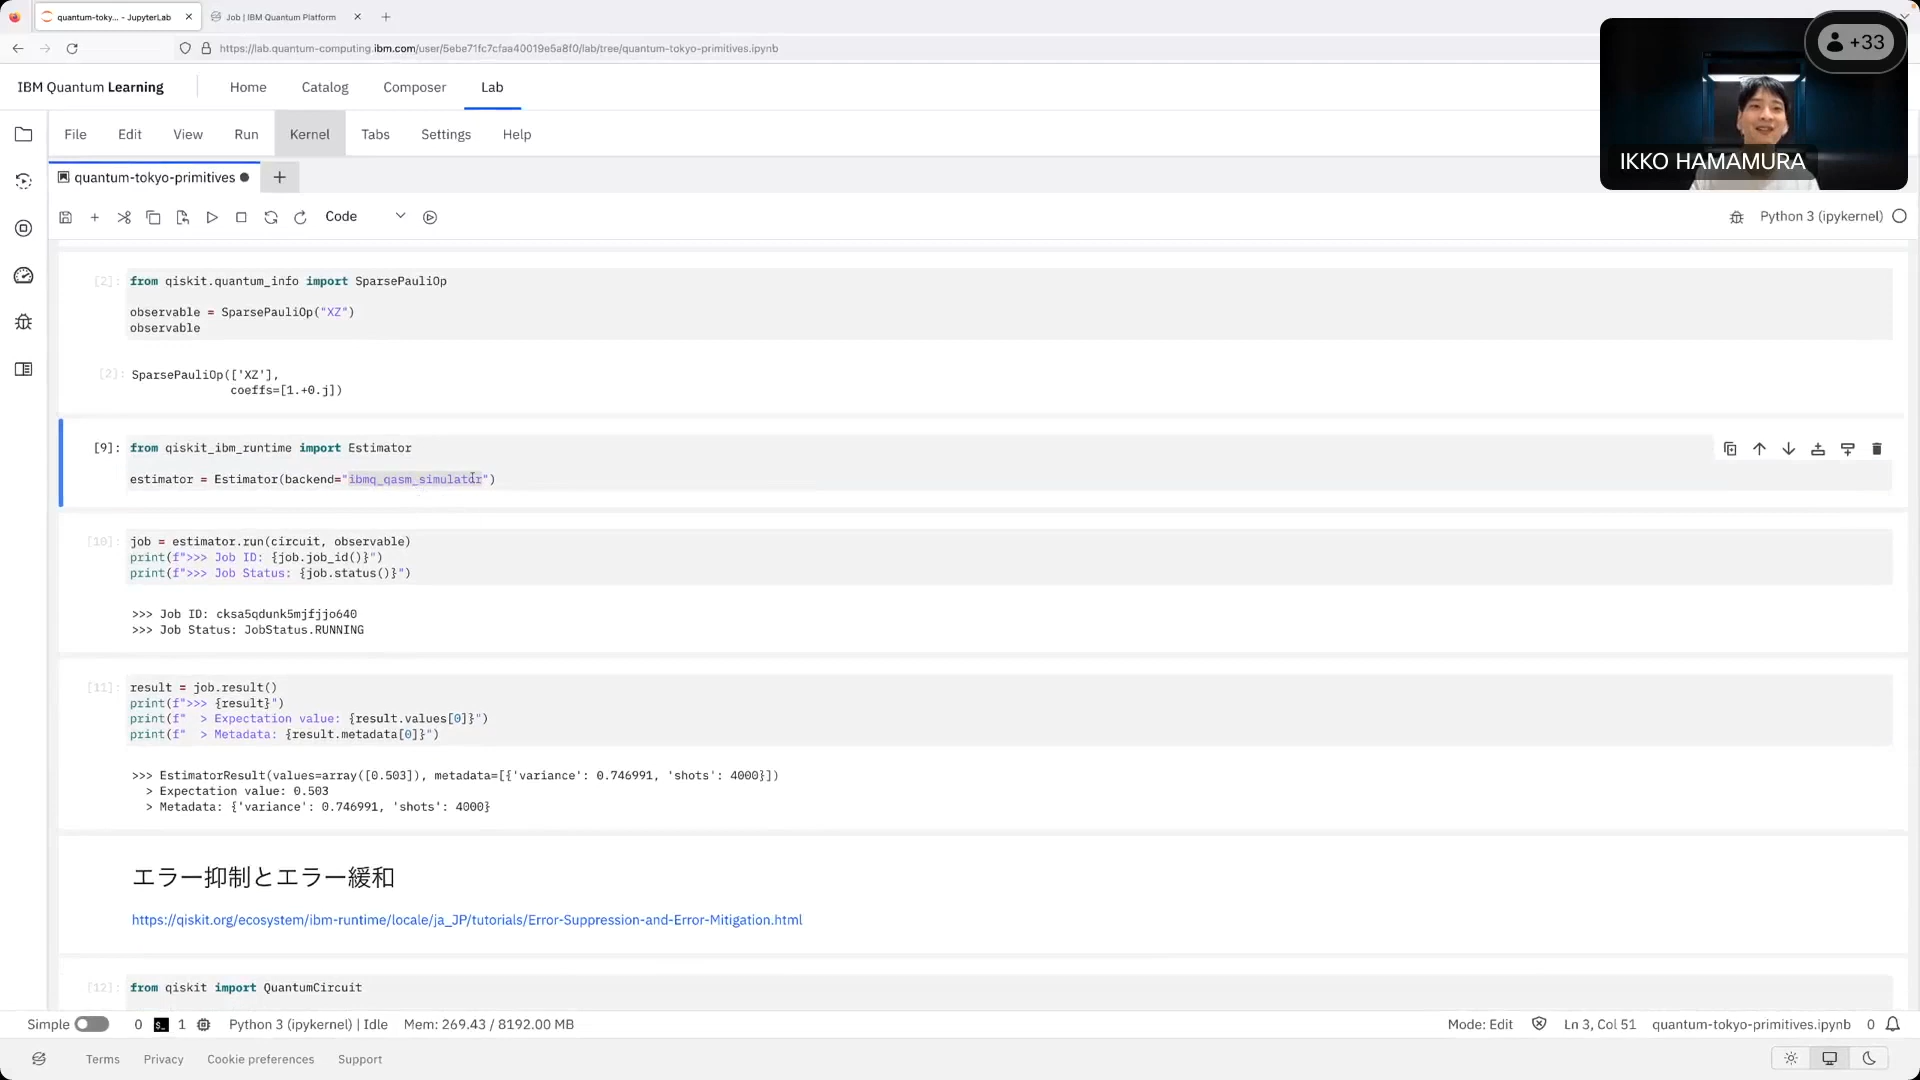 quantum-toky... - JupyterLab
Job | IBM Quantum Platform
https://lab.quantum-computing.ibm.com/user/5ebe71fc7cfaa40019e5a8f0/lab/tree/quantum-tokyo-primitives.ipynb
+33
IBM Quantum Learning
Home
Catalog
Composer
Lab
File
Edit
View
Run
Kernel
Tabs
Settings
Help
IKKO HAMAMURA
quantum-tokyo-primitives
Code
Python 3 (ipykernel)
[2]: from qiskit.quantum_info import SparsePauliOp
observable = SparsePauliOp("XZ")
observable
[2]: SparsePauliOp(['XZ'],
coeffs=[1.+0.j])
[9]: from qiskit_ibm_runtime import Estimator
estimator = Estimator(backend="ibmq_qasm_simulator")
[10]: job = estimator.run(circuit, observable)
print(f">>> Job ID: {job.job_id()}")
print(f">>> Job Status: {job.status()}")
>>> Job ID: cksa5qdunk5mjfjjo640
>>> Job Status: JobStatus.RUNNING
[11]: result = job.result()
print(f">>> {result}")
print(f"  > Expectation value: {result.values[0]}")
print(f"  > Metadata: {result.metadata[0]}")
>>> EstimatorResult(values=array([0.503]), metadata=[{'variance': 0.746991, 'shots': 4000}])
> Expectation value: 0.503
> Metadata: {'variance': 0.746991, 'shots': 4000}
エラー抑制とエラー緩和
https://qiskit.org/ecosystem/ibm-runtime/locale/ja_JP/tutorials/Error-Suppression-and-Error-Mitigation.html
[12]: from qiskit import QuantumCircuit
Simple
0
1
Python 3 (ipykernel) | Idle
Mem: 269.43 / 8192.00 MB
Mode: Edit
Ln 3, Col 51
quantum-tokyo-primitives.ipynb
0
Terms
Privacy
Cookie preferences
Support